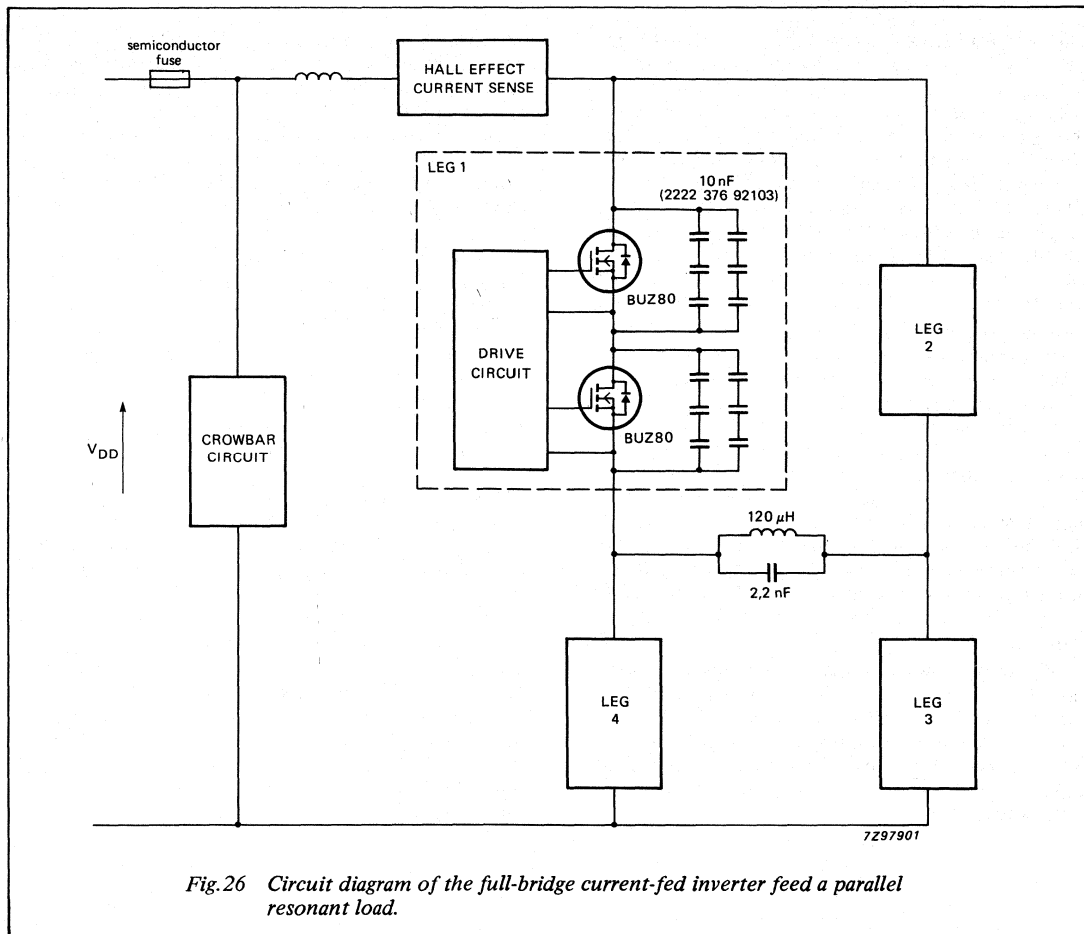 semiconductor
fuse
HALL EFFECT
CURRENT SENSE
LEG 1
10 nF
(2222 376 92103)
BUZ80
DRIVE
CIRCUIT
BUZ80
LEG
2
CROWBAR
CIRCUIT
VDD
120 μH
2,2 nF
LEG
4
LEG
3
7Z97901
Fig.26 Circuit diagram of the full-bridge current-fed inverter feed a parallel
resonant load.